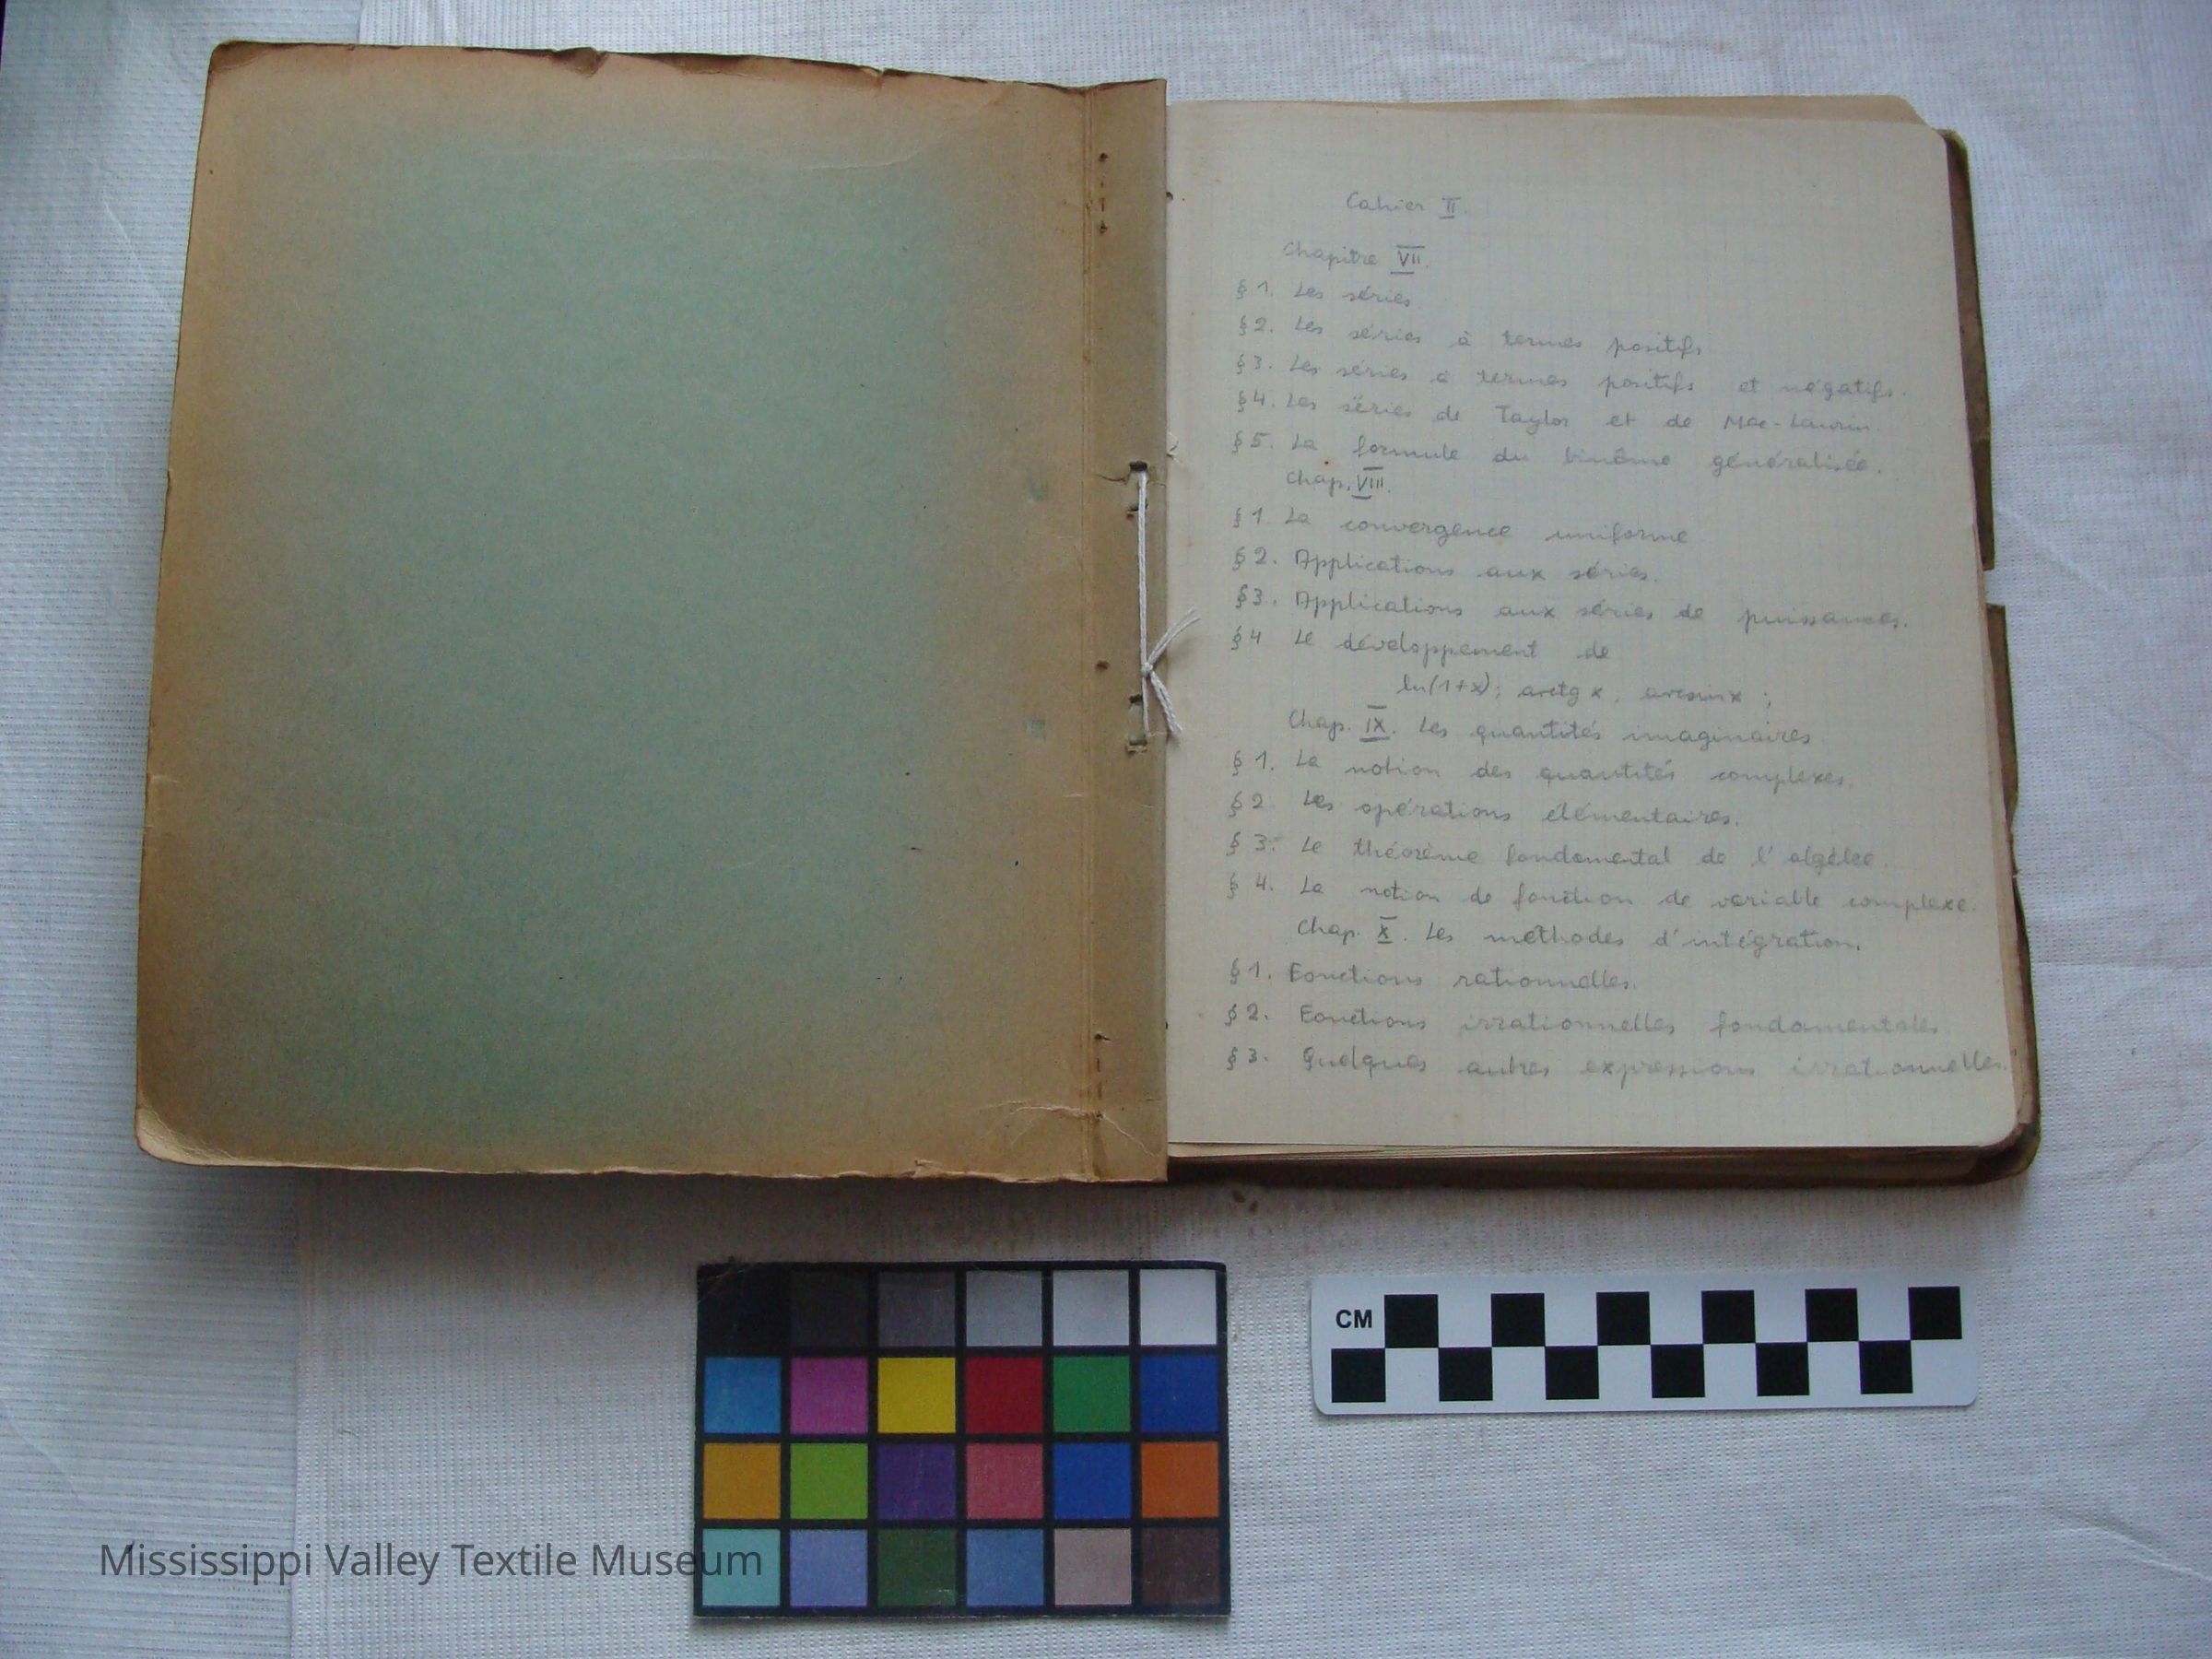 Cahier II.
Chapitre VII.
§1. Les séries.
§2. Les séries à termes positifs
§3. Les séries à termes positifs et négatifs.
§4. Les séries de Taylor et de Mac-Laurin.
§5. La formule du binôme généralisée.
Chap. VIII.
§1. La convergence uniforme
§2. Applications aux séries.
§3. Applications aux séries de puissances.
§4 Le développement de
ln(1+x); arctg x, arcsin x ;
Chap. IX. Les quantités imaginaires.
§1. La notion des quantités complexes.
§2 Les opérations élémentaires.
§3. Le théorème fondamental de l'algèbre.
§4. La notion de fonction de variable complexe.
Chap. X. Les méthodes d'intégration.
§1. Fonctions rationnelles.
§2. Fonctions irrationnelles fondamentales
§3. Quelques autres expressions irrationnelles.
CM
Mississippi Valley Textile Museum